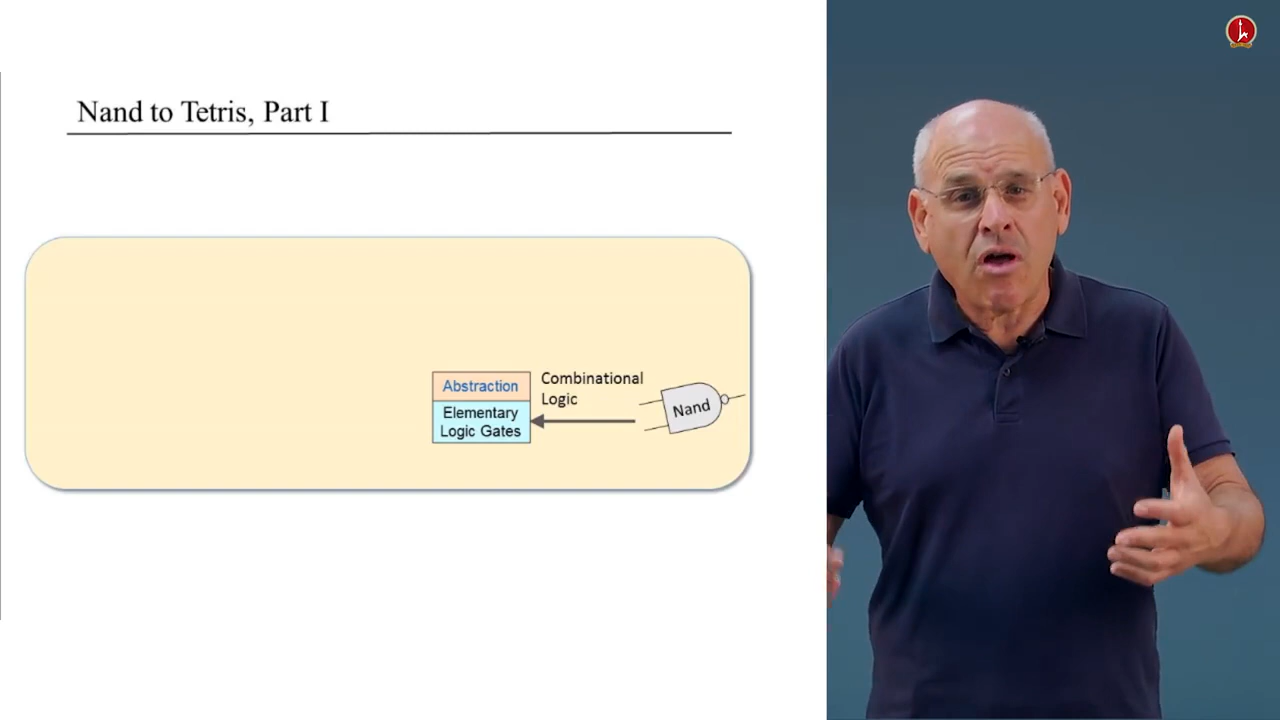 Nand to Tetris, Part I
Abstraction
Elementary
Logic Gates
Combinational
Logic
Nand